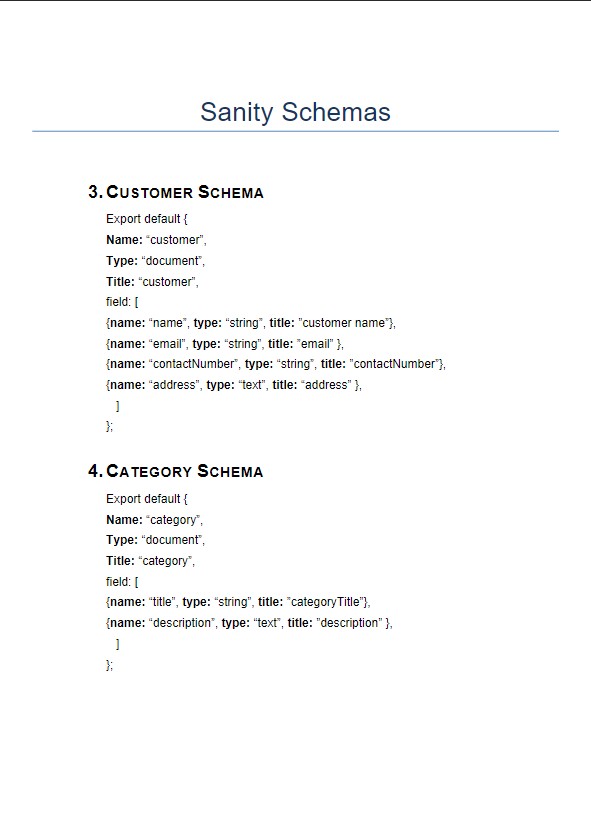 Sanity Schemas
3. CUSTOMER SCHEMA
Export default {
Name: “customer”,
Type: “document”,
Title: “customer”,
field: [
{name: “name”, type: “string”, title: ”customer name”},
{name: “email”, type: “string”, title: ”email” },
{name: “contactNumber”, type: “string”, title: ”contactNumber”},
{name: “address”, type: “text”, title: “address” },
]
};
4. CATEGORY SCHEMA
Export default {
Name: “category”,
Type: “document”,
Title: “category”,
field: [
{name: “title”, type: “string”, title: ”categoryTitle”},
{name: “description”, type: “text”, title: ”description” },
]
};